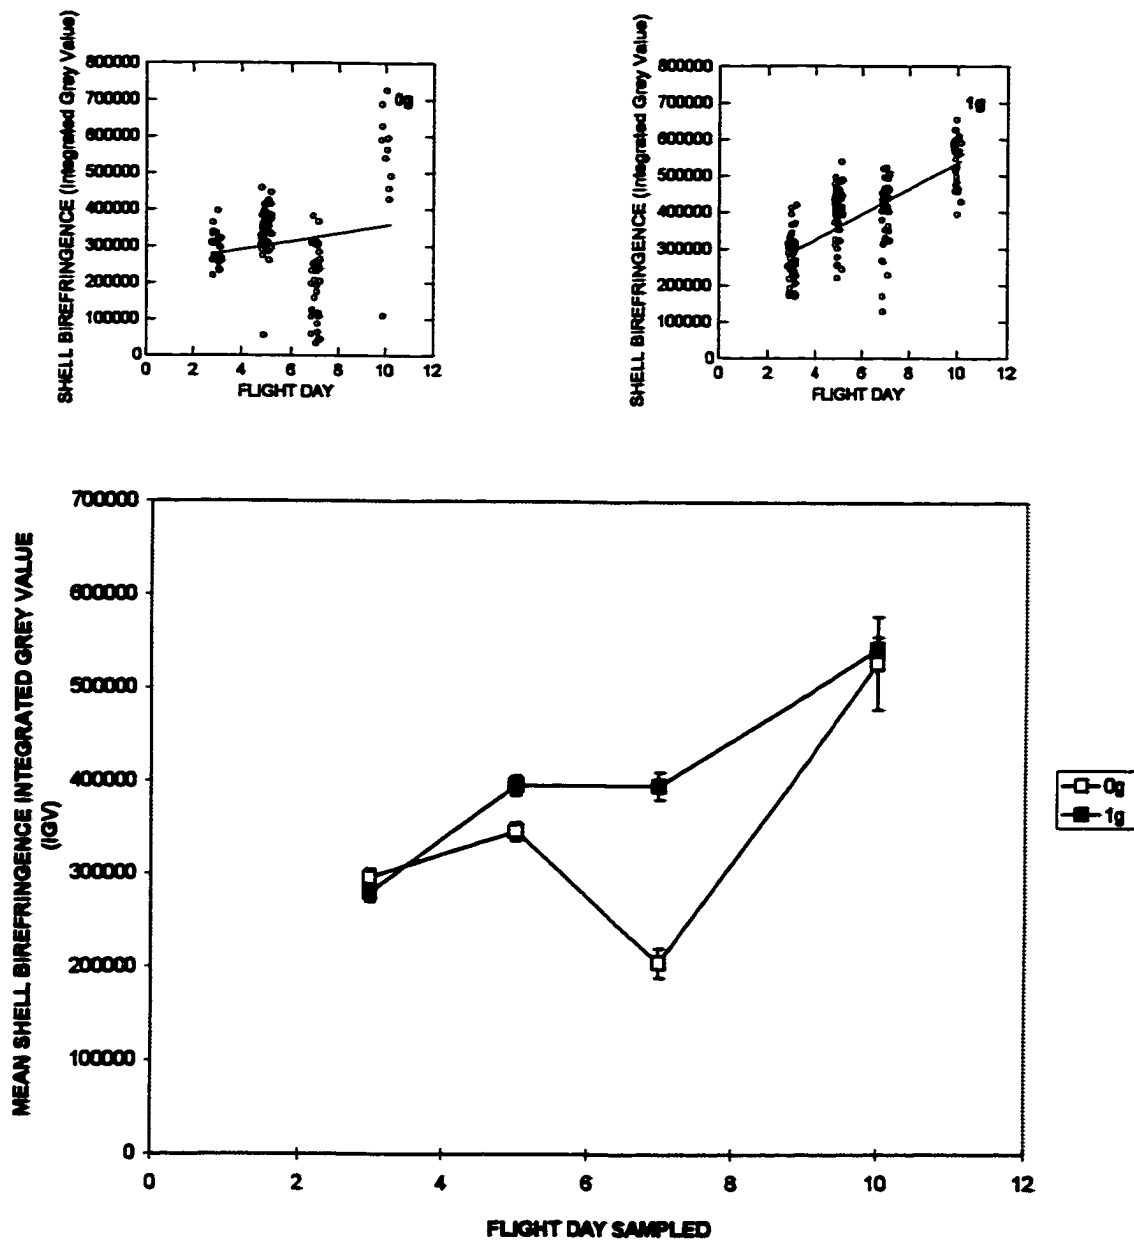 SHELL BIREFRINGENCE (Integrated Grey Value)
800000
700000
600000
500000
400000
300000
200000
100000
0
0g
0 2 4 6 8 10 12
FLIGHT DAY
SHELL BIREFRINGENCE (Integrated Grey Value)
800000
700000
600000
500000
400000
300000
200000
100000
0
1g
0 2 4 6 8 10 12
FLIGHT DAY
MEAN SHELL BIREFRINGENCE INTEGRATED GREY VALUE
(IGV)
700000
600000
500000
400000
300000
200000
100000
0
0 2 4 6 8 10 12
FLIGHT DAY SAMPLED
0g
1g